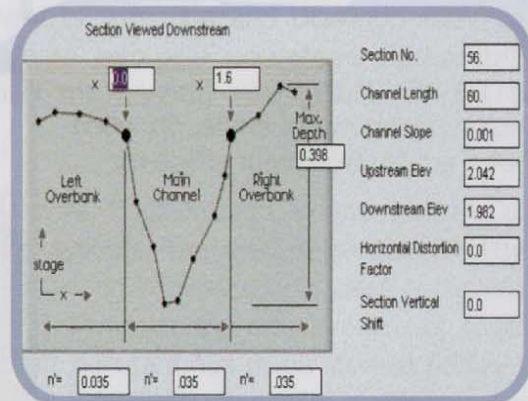 Section Viewed Downstream
x 0.0 x 1.6
Max.
Depth
0.398
Left
Overbank
Main
Channel
Right
Overbank
stage
x
n'= 0.035 n'= .035 n'= .035
Section No. 56.
Channel Length 60.
Channel Slope 0.001
Upstream Elev 2.042
Downstream Elev 1.982
Horizontal Distortion
Factor 0.0
Section Vertical
Shift 0.0